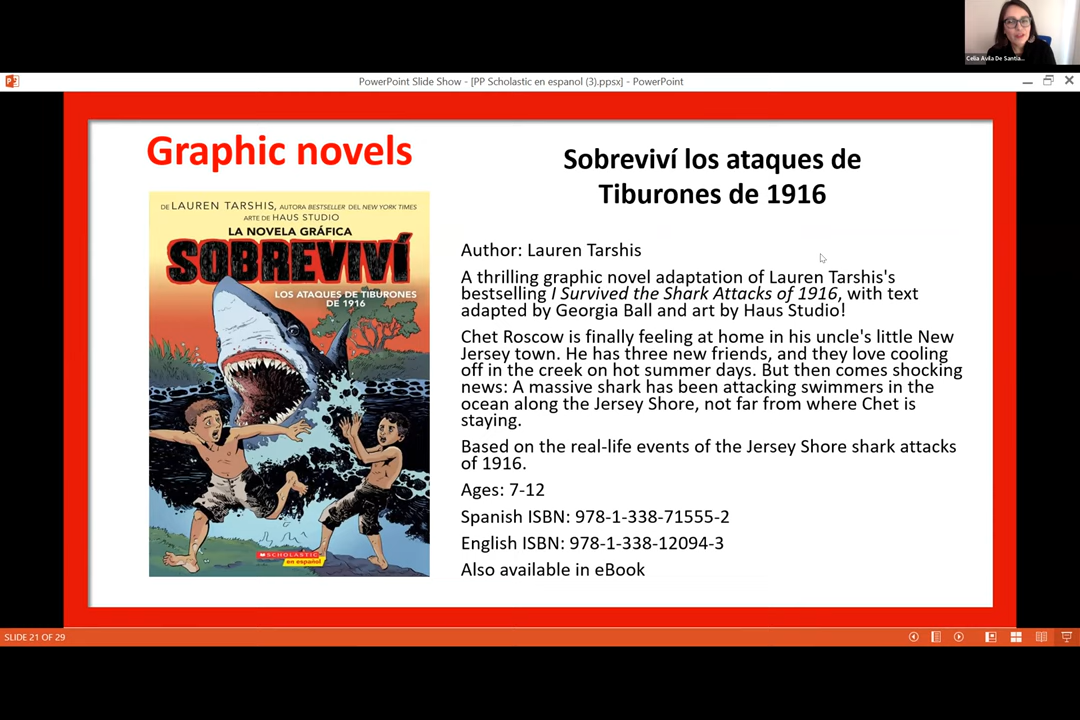 Celia Avila De Santia...
PowerPoint Slide Show - [PP Scholastic en espanol (3).ppsx] - PowerPoint
Graphic novels
DE LAUREN TARSHIS, AUTORA BESTSELLER DEL NEW YORK TIMES
ARTE DE HAUS STUDIO
LA NOVELA GRÁFICA
SOBREVIVÍ
LOS ATAQUES DE TIBURONES
DE 1916
SCHOLASTIC
en español
Sobreviví los ataques de
Tiburones de 1916
Author: Lauren Tarshis
A thrilling graphic novel adaptation of Lauren Tarshis's
bestselling I Survived the Shark Attacks of 1916, with text
adapted by Georgia Ball and art by Haus Studio!
Chet Roscow is finally feeling at home in his uncle's little New
Jersey town. He has three new friends, and they love cooling
off in the creek on hot summer days. But then comes shocking
news: A massive shark has been attacking swimmers in the
ocean along the Jersey Shore, not far from where Chet is
staying.
Based on the real-life events of the Jersey Shore shark attacks
of 1916.
Ages: 7-12
Spanish ISBN: 978-1-338-71555-2
English ISBN: 978-1-338-12094-3
Also available in eBook
SLIDE 21 OF 29